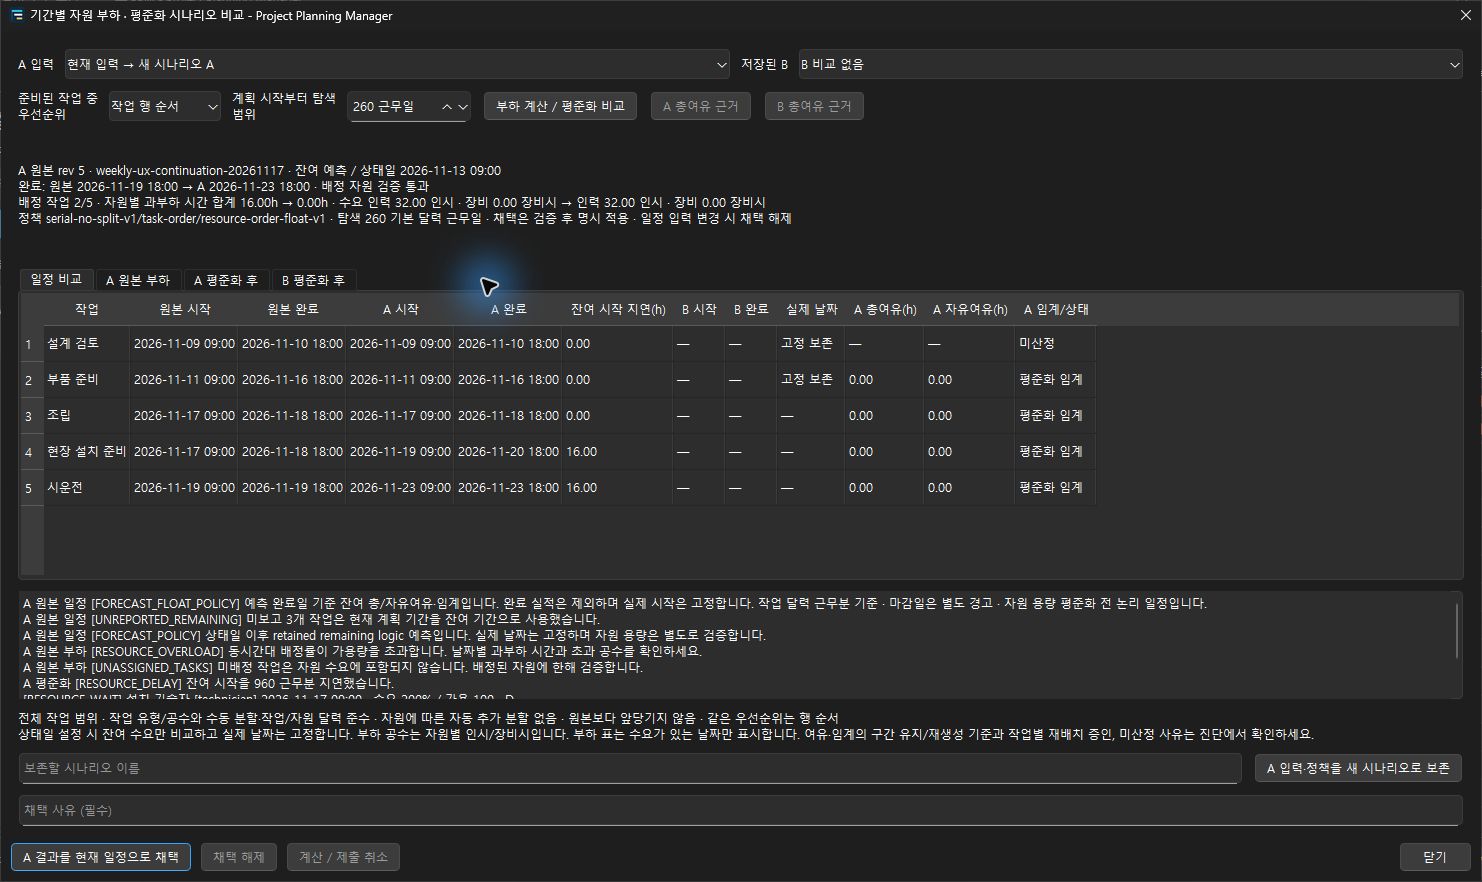 기간별 자원 부하 · 평준화 시나리오 비교 - Project Planning Manager
A 입력
현재 입력 → 새 시나리오 A
저장된 B
B 비교 없음
준비된 작업 중
우선순위
작업 행 순서
계획 시작부터 탐색
범위
260 근무일
부하 계산 / 평준화 비교
A 총여유 근거
B 총여유 근거
A 원본 rev 5 · weekly-ux-continuation-20261117 · 잔여 예측 / 상태일 2026-11-13 09:00
완료: 원본 2026-11-19 18:00 → A 2026-11-23 18:00 · 배정 자원 검증 통과
배정 작업 2/5 · 자원별 과부하 시간 합계 16.00h → 0.00h · 수요 인력 32.00 인시 · 장비 0.00 장비시 → 인력 32.00 인시 · 장비 0.00 장비시
정책 serial-no-split-v1/task-order/resource-order-float-v1 · 탐색 260 기본 달력 근무일 · 채택은 검증 후 명시 적용 · 일정 입력 변경 시 채택 해제
일정 비교 A 원본 부하 A 평준화 후 B 평준화 후
작업 원본 시작 원본 완료 A 시작 A 완료 잔여 시작 지연(h) B 시작 B 완료 실제 날짜 A 총여유(h) A 자유여유(h) A 임계/상태
1 설계 검토 2026-11-09 09:00 2026-11-10 18:00 2026-11-09 09:00 2026-11-10 18:00 0.00 — — 고정 보존 — — 미산정
2 부품 준비 2026-11-11 09:00 2026-11-16 18:00 2026-11-11 09:00 2026-11-16 18:00 0.00 — — 고정 보존 0.00 0.00 평준화 임계
3 조립 2026-11-17 09:00 2026-11-18 18:00 2026-11-17 09:00 2026-11-18 18:00 0.00 — — — 0.00 0.00 평준화 임계
4 현장 설치 준비 2026-11-17 09:00 2026-11-18 18:00 2026-11-19 09:00 2026-11-20 18:00 16.00 — — — 0.00 0.00 평준화 임계
5 시운전 2026-11-19 09:00 2026-11-19 18:00 2026-11-23 09:00 2026-11-23 18:00 16.00 — — — 0.00 0.00 평준화 임계
A 원본 일정 [FORECAST_FLOAT_POLICY] 예측 완료일 기준 잔여 총/자유여유·임계입니다. 완료 실적은 제외하며 실제 시작은 고정합니다. 작업 달력 근무분 기준 · 마감일은 별도 경고 · 자원 용량 평준화 전 논리 일정입니다.
A 원본 일정 [UNREPORTED_REMAINING] 미보고 3개 작업은 현재 계획 기간을 잔여 기간으로 사용했습니다.
A 원본 일정 [FORECAST_POLICY] 상태일 이후 retained remaining logic 예측입니다. 실제 날짜는 고정하며 자원 용량은 별도로 검증합니다.
A 원본 부하 [RESOURCE_OVERLOAD] 동시간대 배정률이 가용량을 초과합니다. 날짜별 과부하 시간과 초과 공수를 확인하세요.
A 원본 부하 [UNASSIGNED_TASKS] 미배정 작업은 자원 수요에 포함되지 않습니다. 배정된 자원에 한해 검증합니다.
A 평준화 [RESOURCE_DELAY] 잔여 시작을 960 근무분 지연했습니다.
[RESOURCE_WAIT] 설치 기술자 [technician] 2026-11-17 09:00 · 수요 200% / 가용 100
전체 작업 범위 · 작업 유형/공수와 수동 분할·작업/자원 달력 준수 · 자원에 따른 자동 추가 분할 없음 · 원본보다 앞당기지 않음 · 같은 우선순위는 행 순서
상태일 설정 시 잔여 수요만 비교하고 실제 날짜는 고정합니다. 부하 공수는 자원별 인시/장비시입니다. 부하 표는 수요가 있는 날짜만 표시합니다. 여유·임계의 구간 유지/재생성 기준과 작업별 재배치 증인, 미산정 사유는 진단에서 확인하세요.
보존할 시나리오 이름
A 입력·정책을 새 시나리오로 보존
채택 사유 (필수)
A 결과를 현재 일정으로 채택
채택 해제
계산 / 제출 취소
닫기